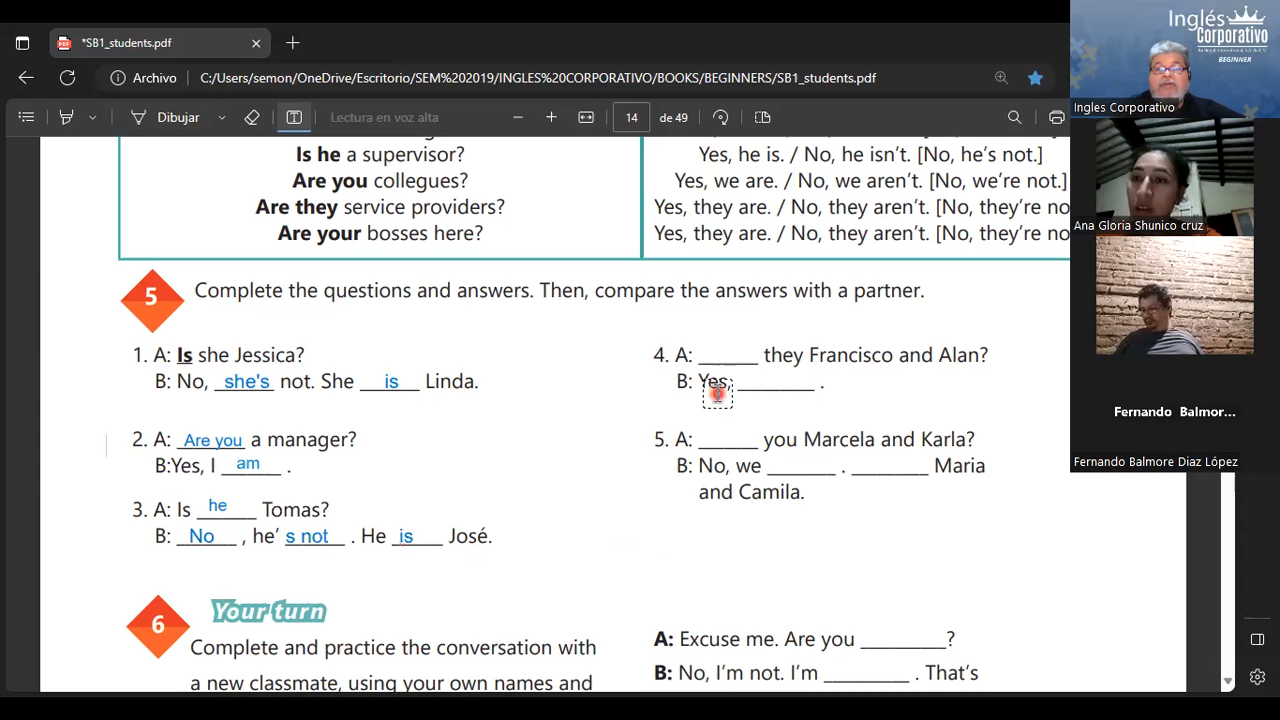 *SB1_students.pdf
Archivo
C:/Users/semon/OneDrive/Escritorio/SEM%202019/INGLES%20CORPORATIVO/BOOKS/BEGINNERS/SB1_students.pdf
Dibujar
Lectura en voz alta
14
de 49
Is he a supervisor?
Yes, he is. / No, he isn't. [No, he's not.]
Are you collegues?
Yes, we are. / No, we aren't. [No, we're not.]
Are they service providers?
Yes, they are. / No, they aren't. [No, they're no
Are your bosses here?
Yes, they are. / No, they aren't. [No, they're no
5
Complete the questions and answers. Then, compare the answers with a partner.
1. A: Is she Jessica?
B: No, she's not. She is Linda.
2. A: Are you a manager?
B:Yes, I am .
3. A: Is he Tomas?
B: No , he' s not . He is José.
4. A: ______ they Francisco and Alan?
B: Yes, ________ .
5. A: ______ you Marcela and Karla?
B: No, we _______ . ________ Maria
and Camila.
6
Your turn
Complete and practice the conversation with
a new classmate, using your own names and
A: Excuse me. Are you _________?
B: No, I'm not. I'm _________ . That's
Inglés
Corporativo
BEGINNER
Ingles Corporativo
Ana Gloria Shunico cruz
Fernando Balmor...
Fernando Balmore Diaz López